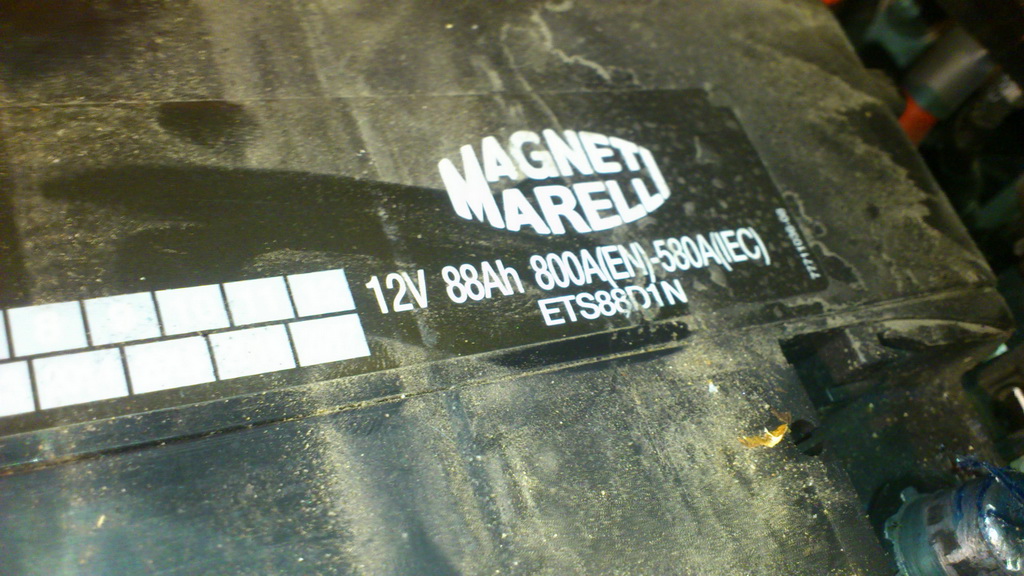 MAGNETI
MARELLI
12V 88Ah 800A(EN)-580A(IEC)
ETS88D1N